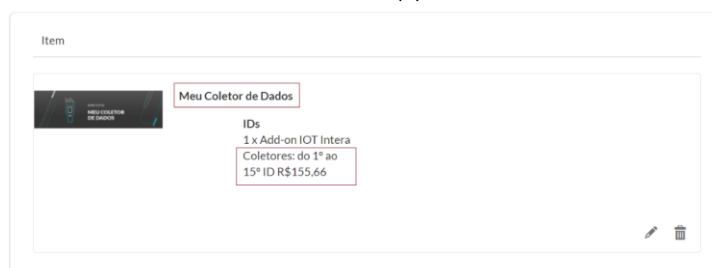 Item
MEU COLETOR
DE DADOS
Meu Coletor de Dados
IDs
1 x Add-on IOT Intera
Coletores: do 1º ao
15º ID R$155,66